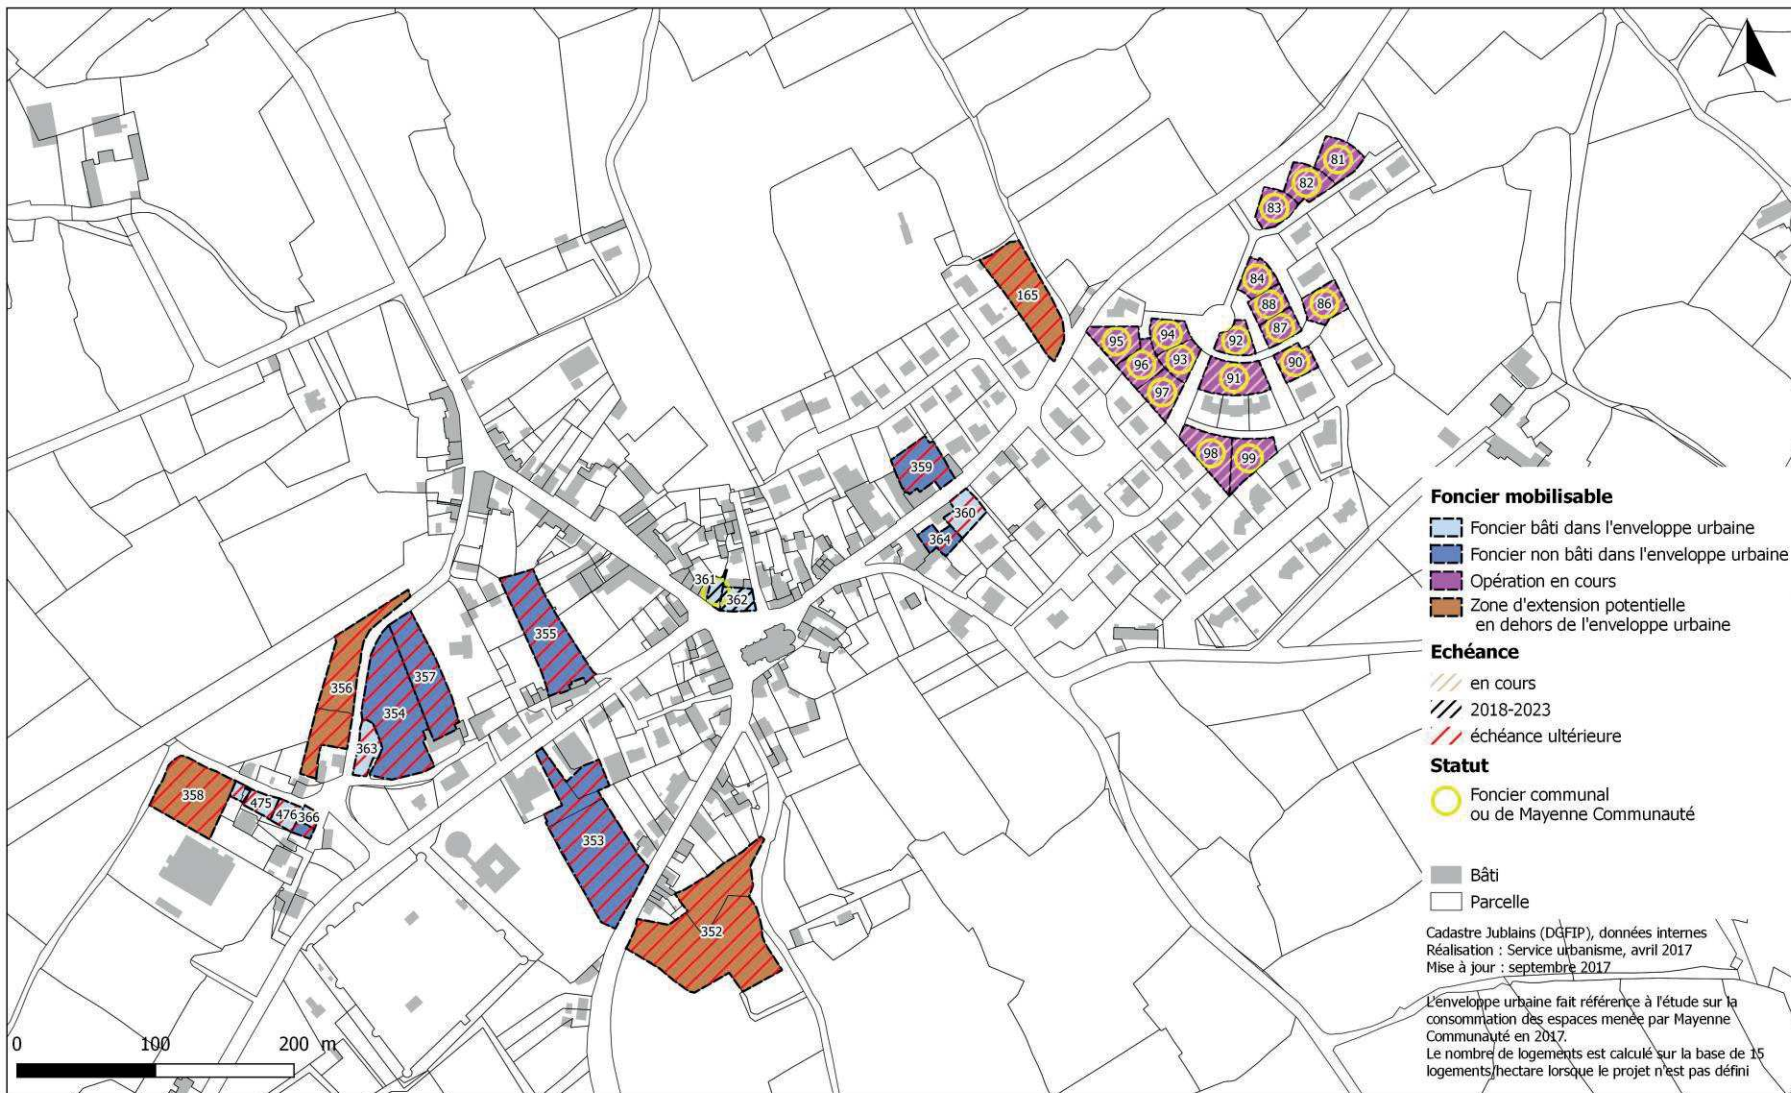 81
82
83
84
88
86
87
165
94
92
95
93
96
90
91
97
98
99
359
360
364
361
362
355
357
356
354
363
358
475
476
366
353
352
Foncier mobilisable
Foncier bâti dans l'enveloppe urbaine
Foncier non bâti dans l'enveloppe urbaine
Opération en cours
Zone d'extension potentielle
en dehors de l'enveloppe urbaine
Echéance
en cours
2018-2023
échéance ultérieure
Statut
Foncier communal
ou de Mayenne Communauté
Bâti
Parcelle
Cadastre Jublains (DGFIP), données internes
Réalisation : Service urbanisme, avril 2017
Mise à jour : septembre 2017
L'enveloppe urbaine fait référence à l'étude sur la
consommation des espaces menée par Mayenne
Communauté en 2017.
Le nombre de logements est calculé sur la base de 15
logements/hectare lorsque le projet n'est pas défini
0 100 200 m